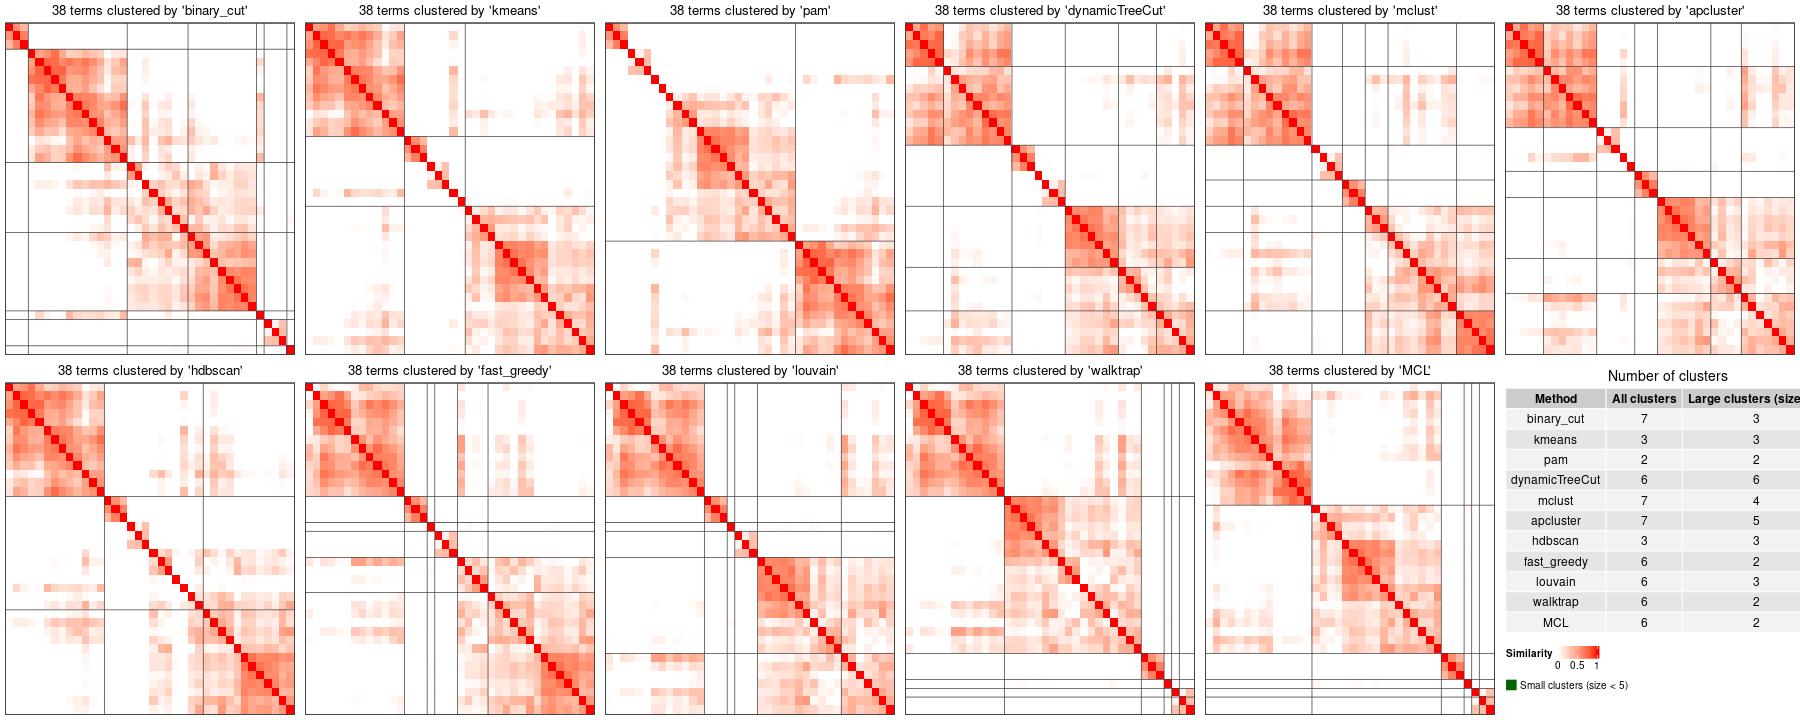 38 terms clustered by 'binary_cut'
38 terms clustered by 'kmeans'
38 terms clustered by 'pam'
38 terms clustered by 'dynamicTreeCut'
38 terms clustered by 'mclust'
38 terms clustered by 'apcluster'
38 terms clustered by 'hdbscan'
38 terms clustered by 'fast_greedy'
38 terms clustered by 'louvain'
38 terms clustered by 'walktrap'
38 terms clustered by 'MCL'
Number of clusters
Method All clusters Large clusters (size
binary_cut 7 3
kmeans 3 3
pam 2 2
dynamicTreeCut 6 6
mclust 7 4
apcluster 7 5
hdbscan 3 3
fast_greedy 6 2
louvain 6 3
walktrap 6 2
MCL 6 2
Similarity
0 0.5 1
Small clusters (size < 5)